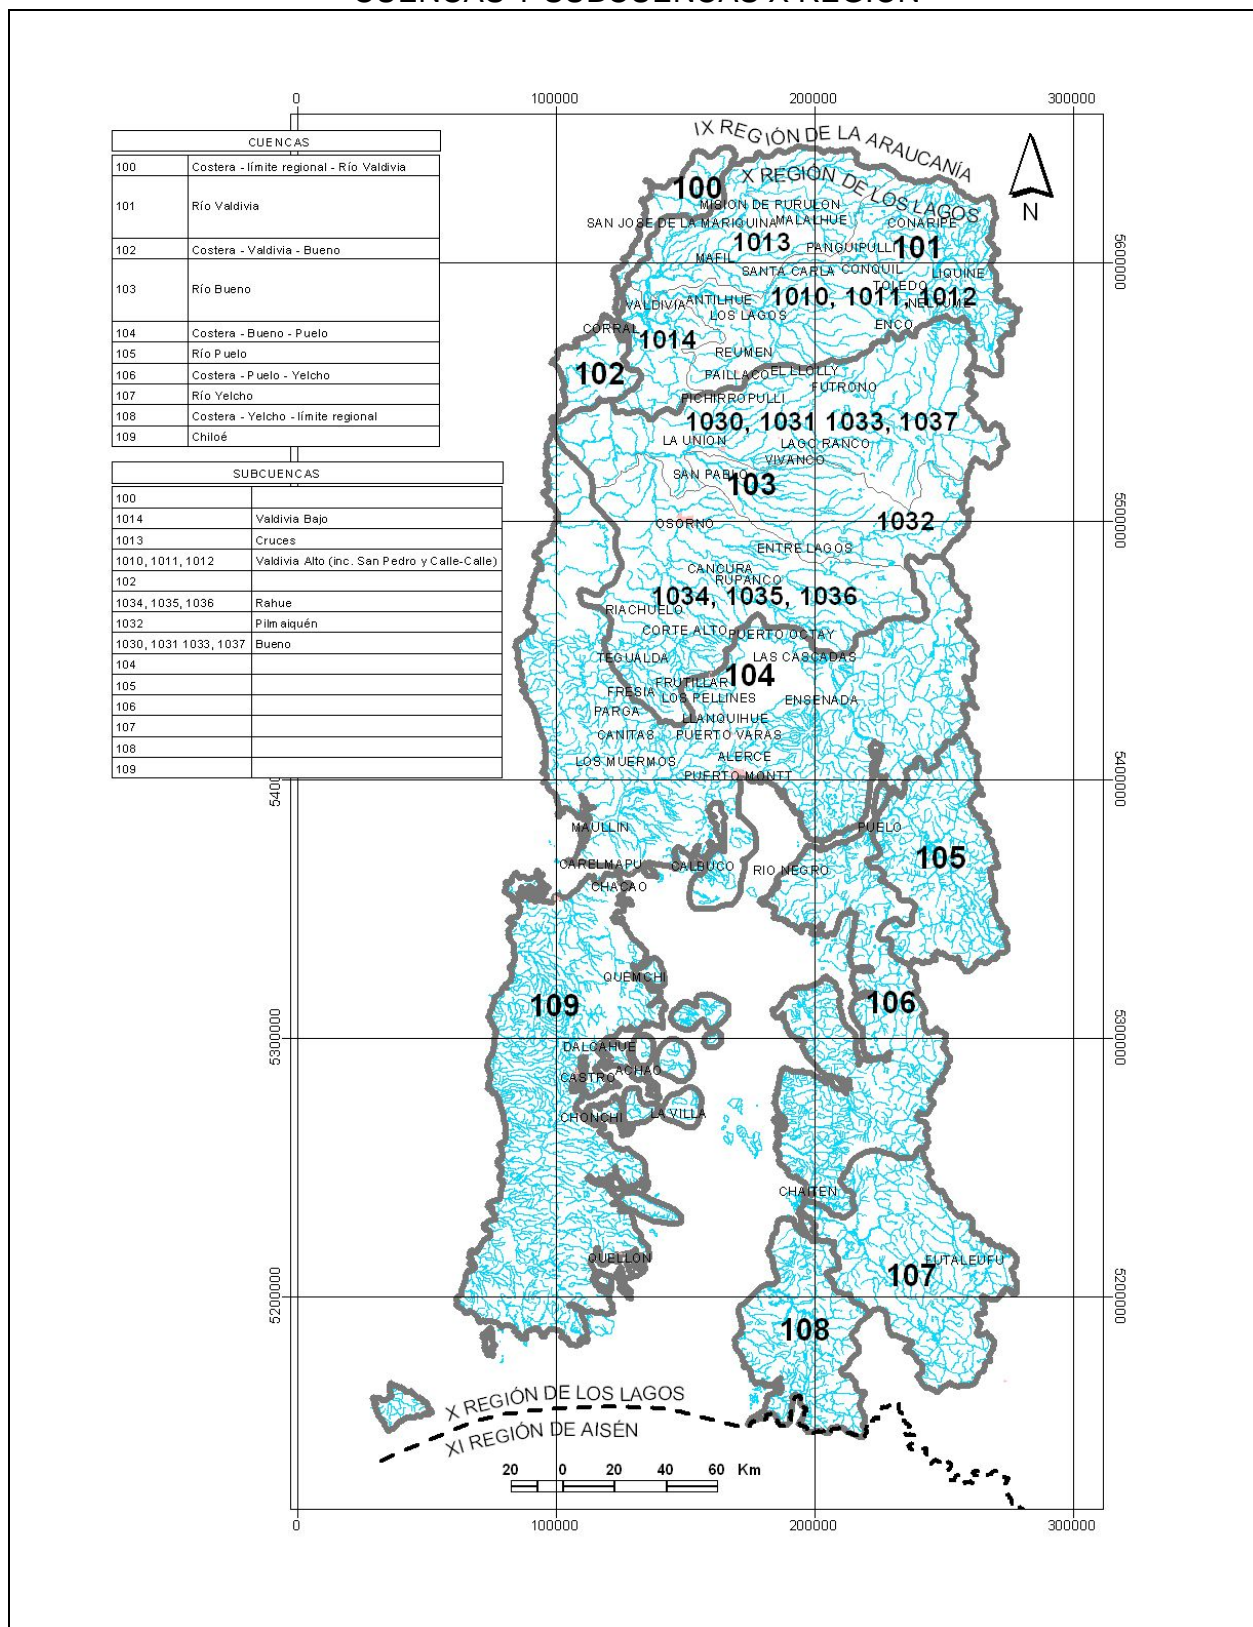 CUENCAS Y SUBCUENCAS X REGIÓN
0 100000 200000 300000
CUENCAS
100 Costera - límite regional - Río Valdivia
101 Río Valdivia
102 Costera - Valdivia - Bueno
103 Río Bueno
104 Costera - Bueno - Puelo
105 Río Puelo
106 Costera - Puelo - Yelcho
107 Río Yelcho
108 Costera - Yelcho - límite regional
109 Chiloé
SUBCUENCAS
100
1014 Valdivia Bajo
1013 Cruces
1010, 1011, 1012 Valdivia Alto (inc. San Pedro y Calle-Calle)
102
1034, 1035, 1036 Rahue
1032 Pilmaiquén
1030, 1031 1033, 1037 Bueno
104
105
106
107
108
109
IX REGIÓN DE LA ARAUCANÍA
X REGIÓN DE LOS LAGOS
N
100
MISION DE PURULON
SAN JOSE DE LA MARIQUINA
MALALHUE
CONARIPE
1013
PANGUIPULLI
101
MAFIL
SANTA CARLA
CONQUIL
LIQUINE
TOLEDO
5600000
5600000
1010, 1011, 1012
NELTUME
VALDIVIA
ANTILHUE
LOS LAGOS
ENCO
CORRAL
1014
REUMEN
102
PAILLACO
EL LLOLLY
FUTRONO
PICHIRROPULLI
1030, 1031 1033, 1037
LA UNION
LAGO RANCO
VIVANCO
SAN PABLO
103
OSORNO
1032
5500000
ENTRE LAGOS
CANCURA
RUPANCO
1034, 1035, 1036
RIACHUELO
CORTE ALTO
PUERTO OCTAY
TEGUALDA
LAS CASCADAS
104
FRUTILLAR
FRESIA
LOS PELLINES
ENSENADA
PARGA
LLANQUIHUE
CANITAS
PUERTO VARAS
LOS MUERMOS
ALERCE
PUERTO MONTT
5400000
5400000
MAULLIN
PUELO
105
CARELMAPU
CALBUCO
RIO NEGRO
CHACAO
QUEMCHI
109
106
5300000
5300000
DALCAHUE
ACHAO
CASTRO
CHONCHI
LA VILLA
CHAITEN
QUELLON
FUTALEUFU
107
5200000
5200000
108
X REGIÓN DE LOS LAGOS
XI REGIÓN DE AISÉN
20 0 20 40 60 Km
0 100000 200000 300000